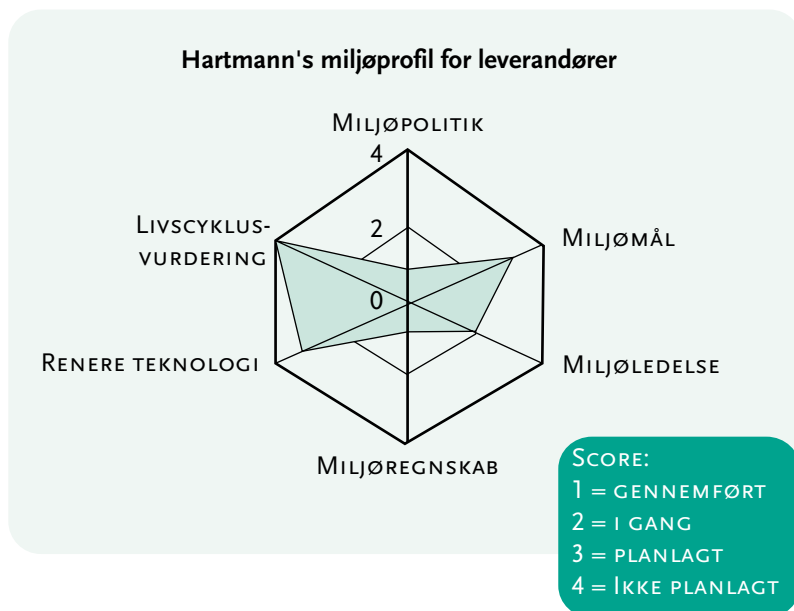 Hartmann's miljøprofil for leverandører
Miljøpolitik
4
Livscyklus-
vurdering
2
Miljømål
0
Renere teknologi
Miljøledelse
Miljøregnskab
Score:
1 = gennemført
2 = i gang
3 = planlagt
4 = Ikke planlagt